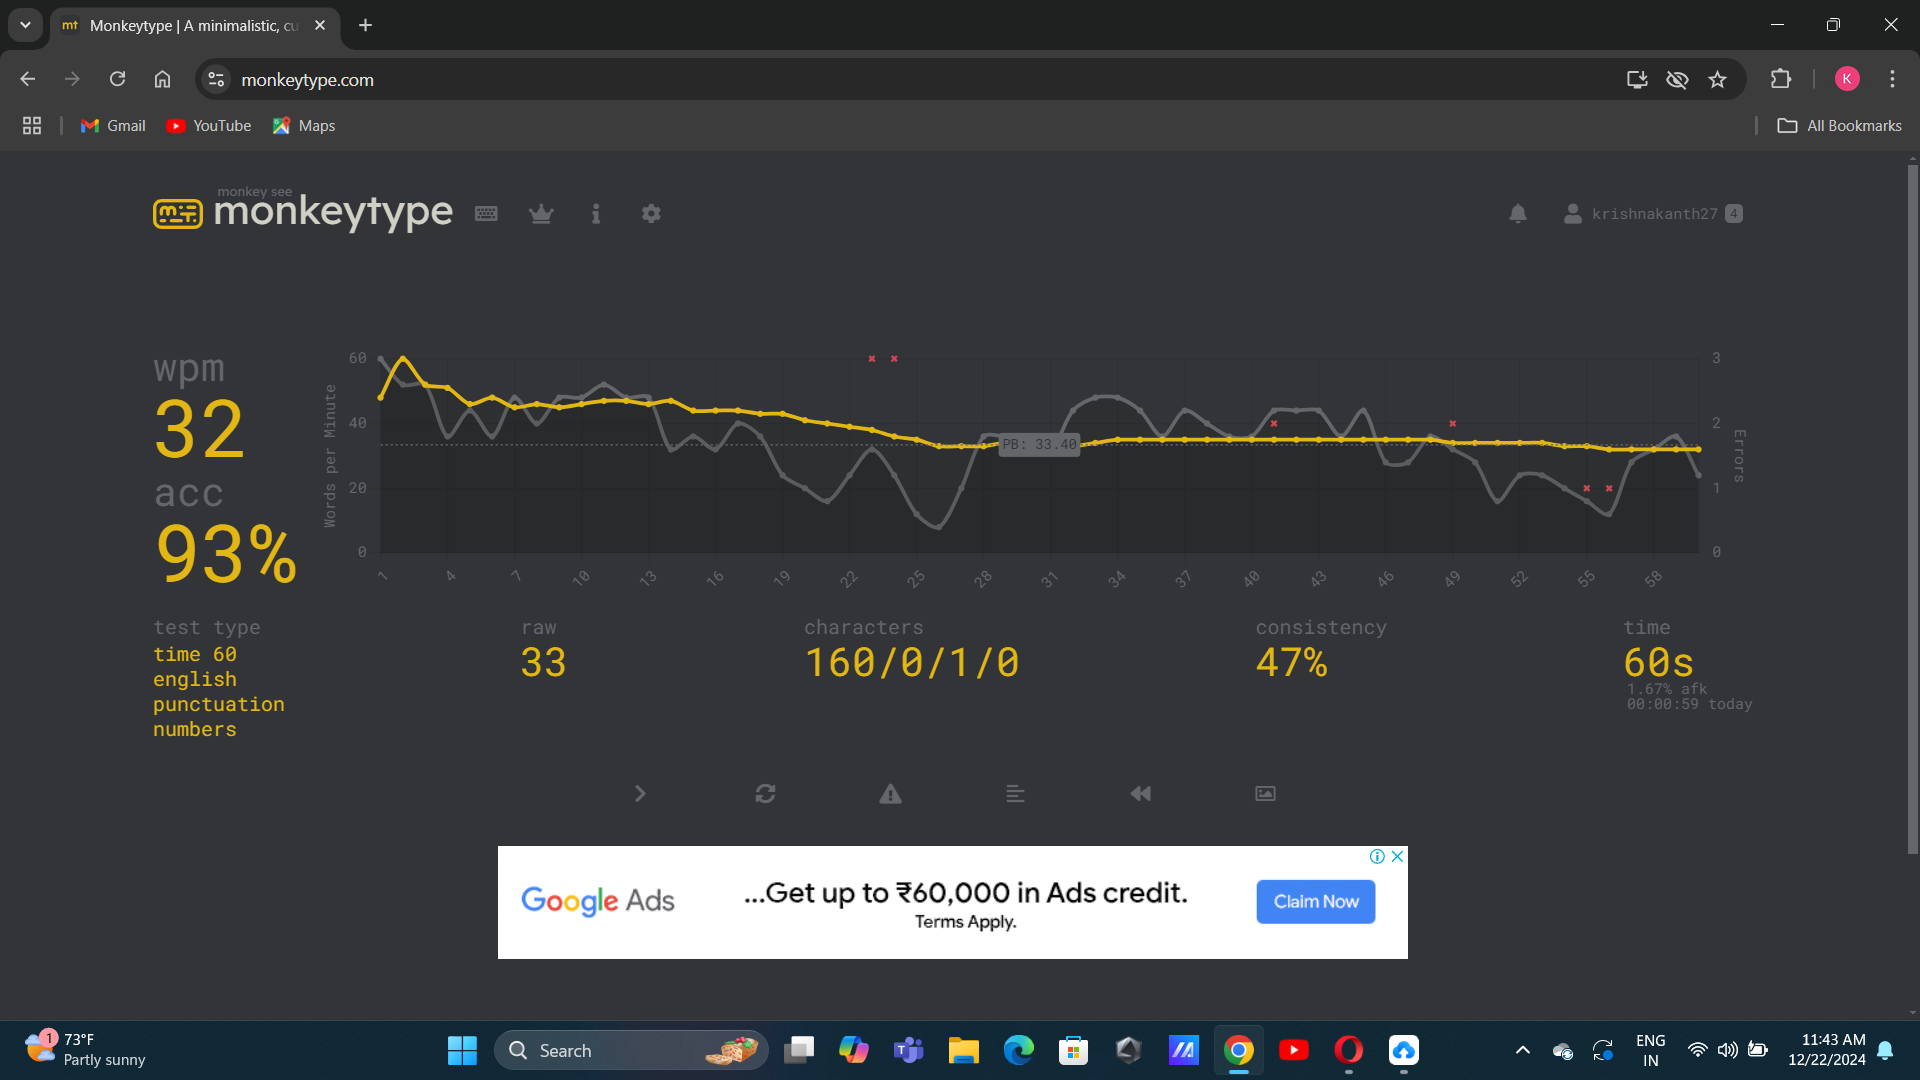 mt Monkeytype | A minimalistic, cu
monkeytype.com
K
Gmail YouTube Maps All Bookmarks
monkey see
monkeytype
krishnakanth27 4
wpm
32
acc
93%
Words per Minute
60
40
20
0
PB: 33.40
3
2
1
0
Errors
1 4 7 10 13 16 19 22 25 28 31 34 37 40 43 46 49 52 55 58
test type
time 60
english
punctuation
numbers
raw
33
characters
160/0/1/0
consistency
47%
time
60s
1.67% afk
00:00:59 today
Google Ads
...Get up to ₹60,000 in Ads credit.
Terms Apply.
Claim Now
1
73°F
Partly sunny
Search
ENG
IN
11:43 AM
12/22/2024